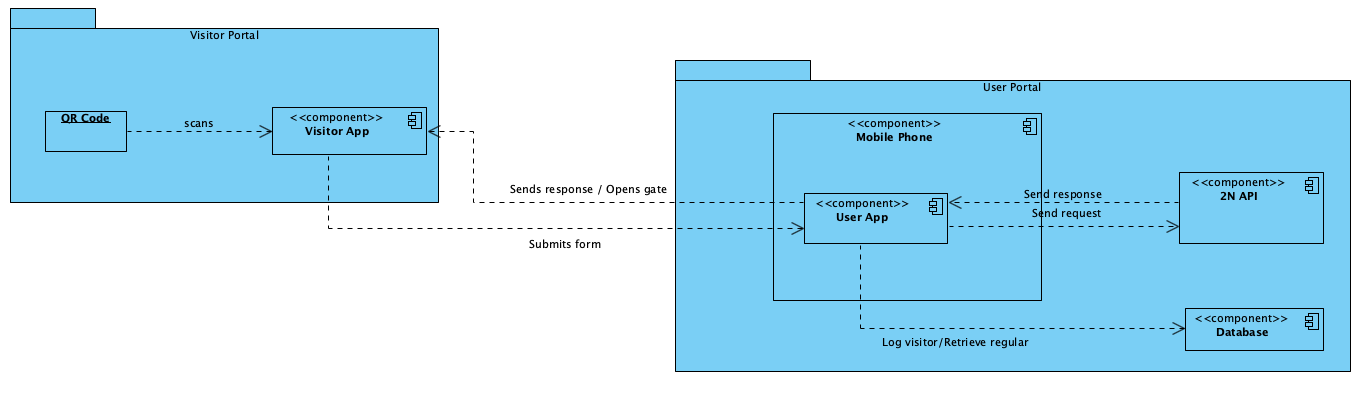 Visitor Portal
QR Code
scans
<<component>>
Visitor App
Sends response / Opens gate
Submits form
User Portal
<<component>>
Mobile Phone
<<component>>
User App
Send response
Send request
<<component>>
2N API
<<component>>
Database
Log visitor/Retrieve regular